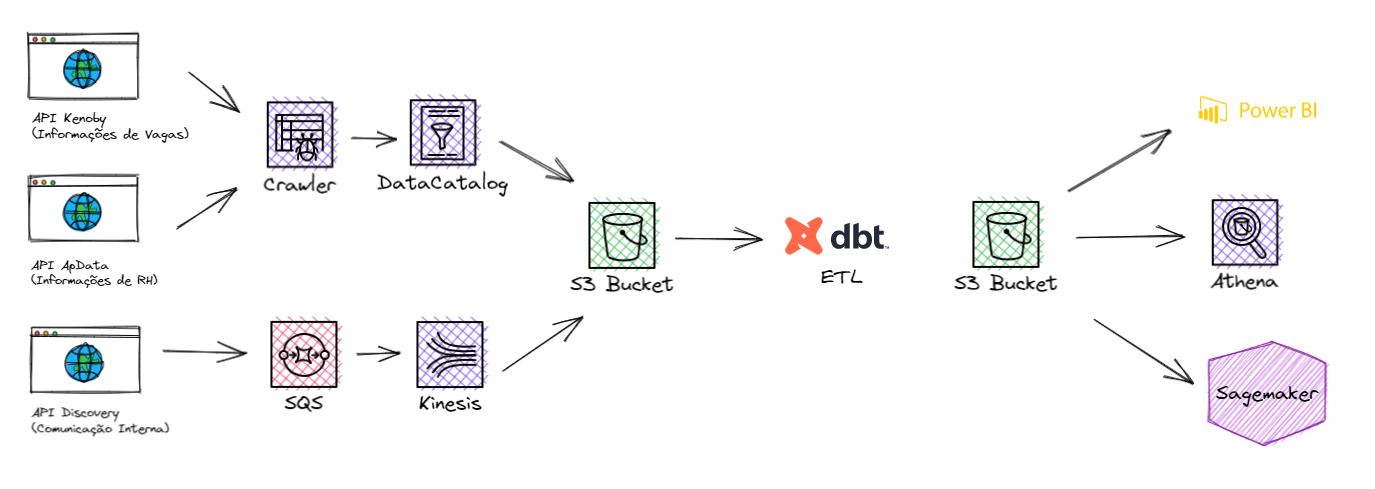 API Kenoby
(Informações de Vagas)
Crawler
DataCatalog
API ApData
(Informações de RH)
S3 Bucket
dbt
ETL
S3 Bucket
Power BI
Athena
API Discovery
(Comunicação Interna)
SQS
Kinesis
Sagemaker